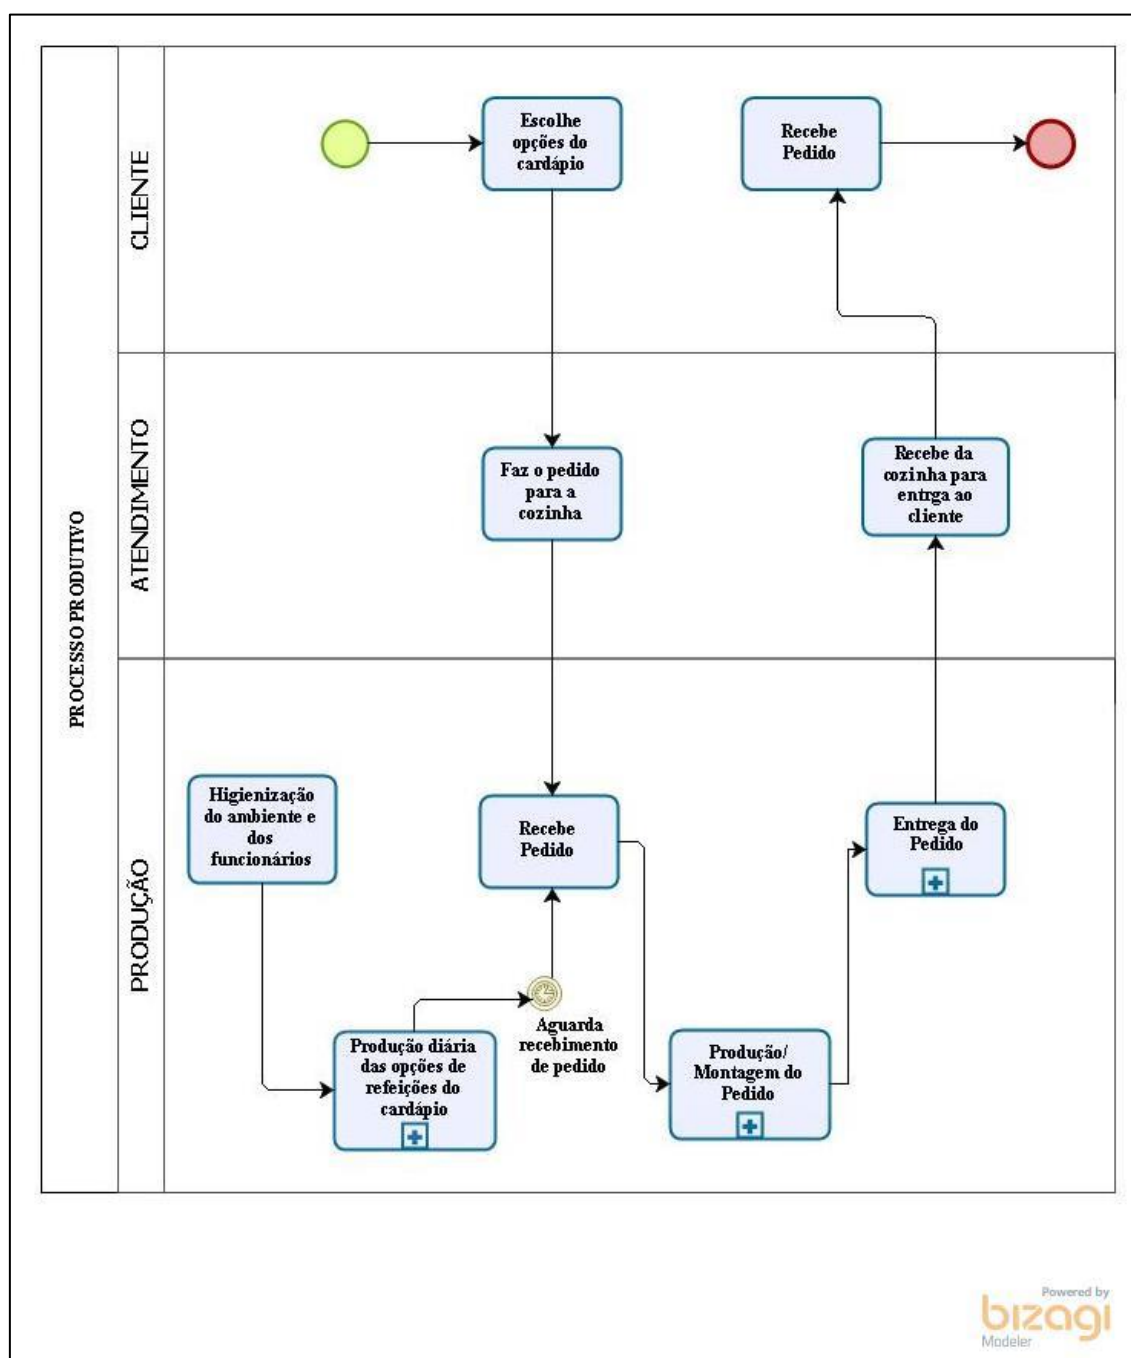 PROCESSO PRODUTIVO
CLIENTE
Escolhe
opções do
cardápio
Recebe
Pedido
ATENDIMENTO
Faz o pedido
para a
cozinha
Recebe da
cozinha para
entrga ao
cliente
PRODUÇÃO
Higienização
do ambiente e
dos
funcionários
Recebe
Pedido
Entrega do
Pedido
Aguarda
recebimento
de pedido
Produção diária
das opções de
refeições do
cardápio
Produção/
Montagem do
Pedido
Powered by
bizagi
Modeler